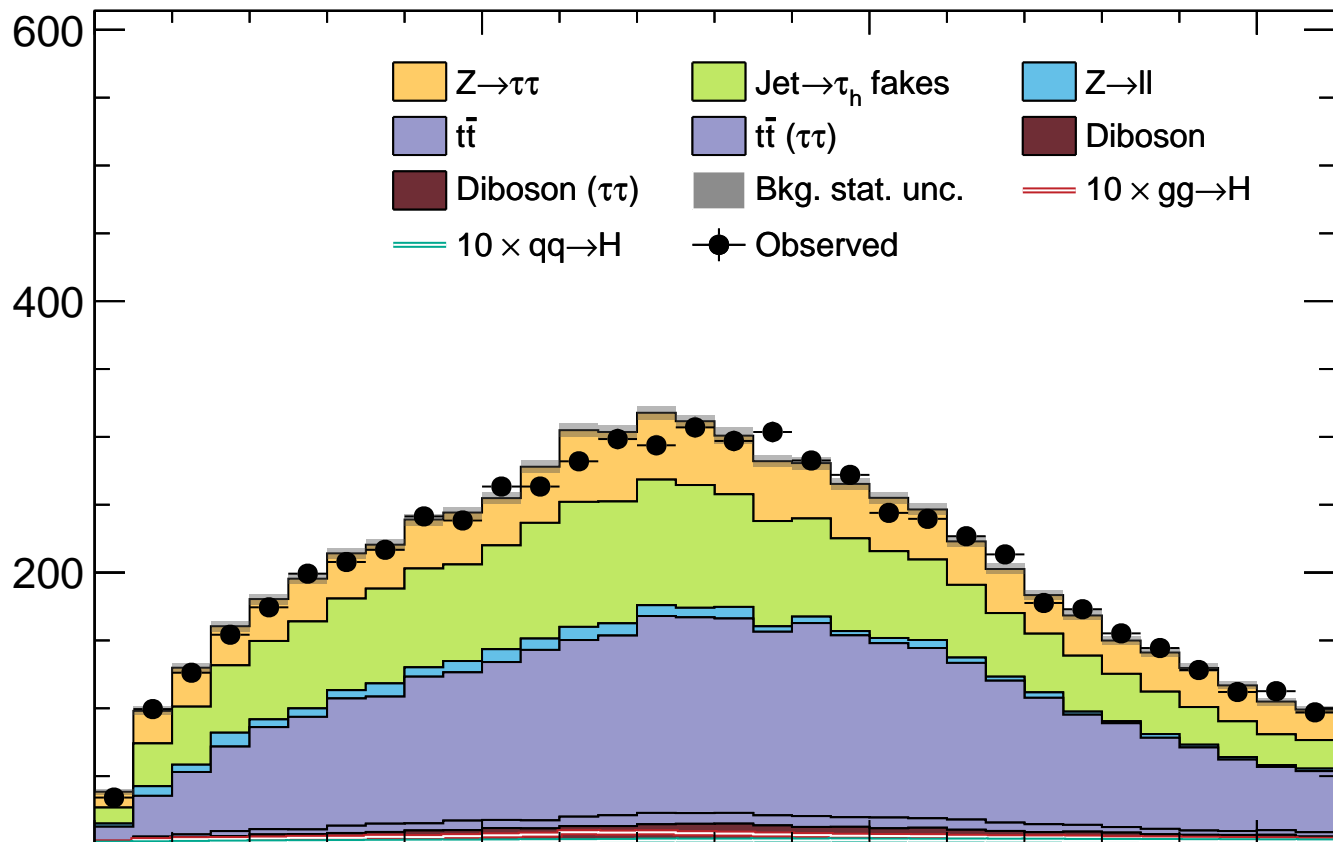 600
Z→ττ Jet→τh fakes Z→ll
tt̄ tt̄ (ττ) Diboson
Diboson (ττ) Bkg. stat. unc. 10 × gg→H
10 × qq→H Observed
400
200